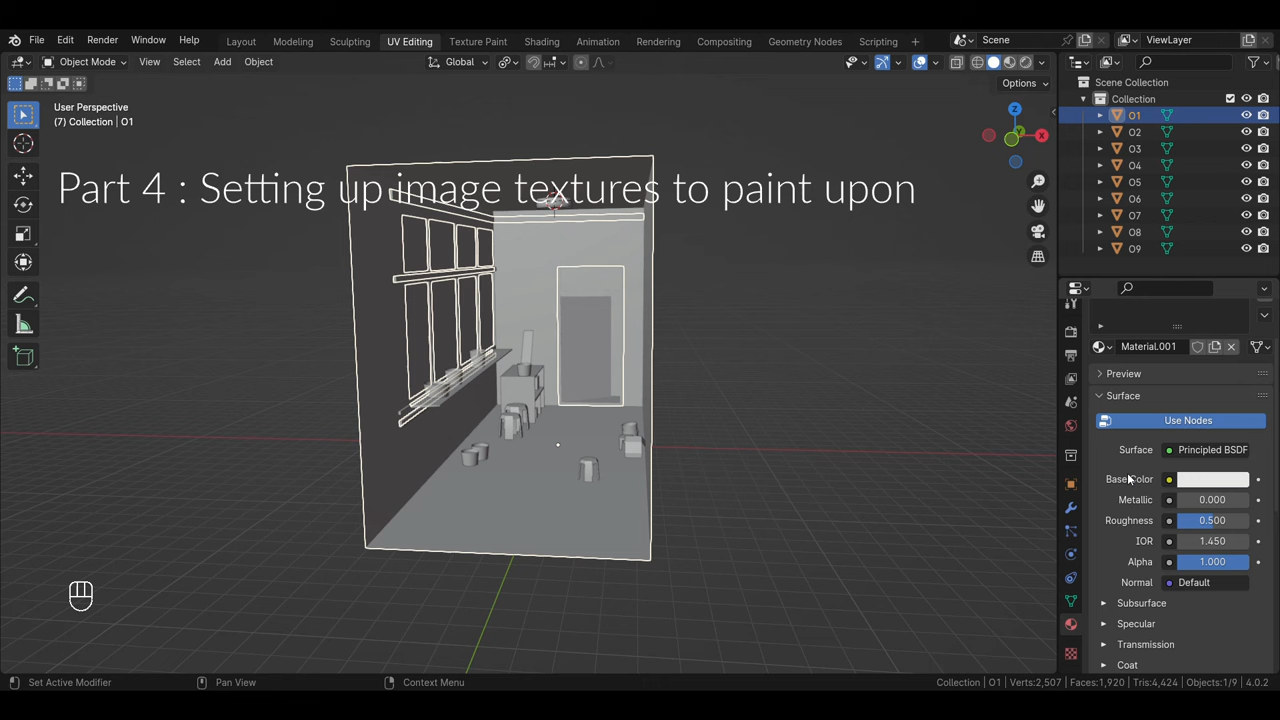 File Edit Render Window Help Layout Modeling Sculpting UV Editing Texture Paint Shading Animation Rendering Compositing Geometry Nodes Scripting + Scene ViewLayer
Object Mode View Select Add Object Global
Options
User Perspective
(7) Collection | O1
Z
X
Y
Part 4 : Setting up image textures to paint upon
Scene Collection
Collection
O1
O2
O3
O4
O5
O6
O7
O8
O9
Material.001
Preview
Surface
Use Nodes
Surface Principled BSDF
Base Color
Metallic 0.000
Roughness 0.500
IOR 1.450
Alpha 1.000
Normal Default
Subsurface
Specular
Transmission
Coat
Set Active Modifier Pan View Context Menu Collection | O1 | Verts:2,507 | Faces:1,920 | Tris:4,424 | Objects:1/9 | 4.0.2